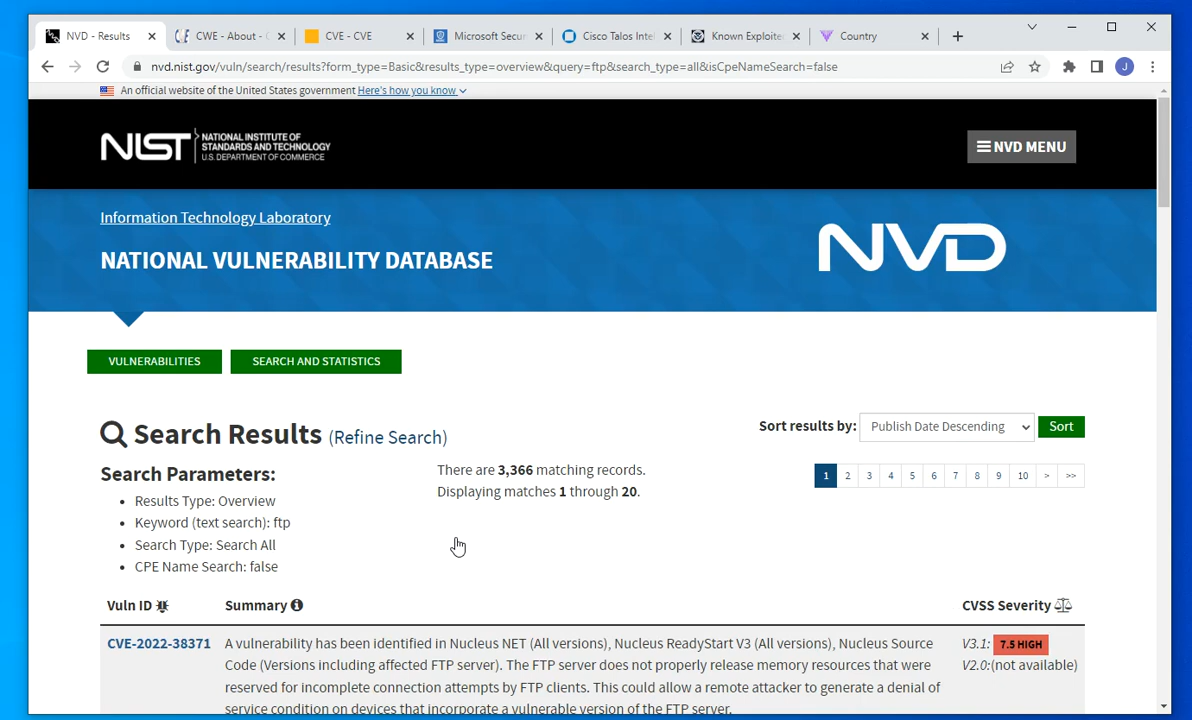 NVD - Results
CWE - About - C
CVE - CVE
Microsoft Secur
Cisco Talos Intel
Known Exploite
Country
nvd.nist.gov/vuln/search/results?form_type=Basic&results_type=overview&query=ftp&search_type=all&isCpeNameSearch=false
J
An official website of the United States government Here's how you know
NIST
NATIONAL INSTITUTE OF
STANDARDS AND TECHNOLOGY
U.S. DEPARTMENT OF COMMERCE
NVD MENU
Information Technology Laboratory
NATIONAL VULNERABILITY DATABASE
NVD
VULNERABILITIES
SEARCH AND STATISTICS
Search Results (Refine Search)
Sort results by: Publish Date Descending Sort
Search Parameters:
Results Type: Overview
Keyword (text search): ftp
Search Type: Search All
CPE Name Search: false
There are 3,366 matching records.
Displaying matches 1 through 20.
1 2 3 4 5 6 7 8 9 10 > >>
Vuln ID Summary CVSS Severity
CVE-2022-38371
A vulnerability has been identified in Nucleus NET (All versions), Nucleus ReadyStart V3 (All versions), Nucleus Source
Code (Versions including affected FTP server). The FTP server does not properly release memory resources that were
reserved for incomplete connection attempts by FTP clients. This could allow a remote attacker to generate a denial of
service condition on devices that incorporate a vulnerable version of the FTP server.
V3.1: 7.5 HIGH
V2.0:(not available)